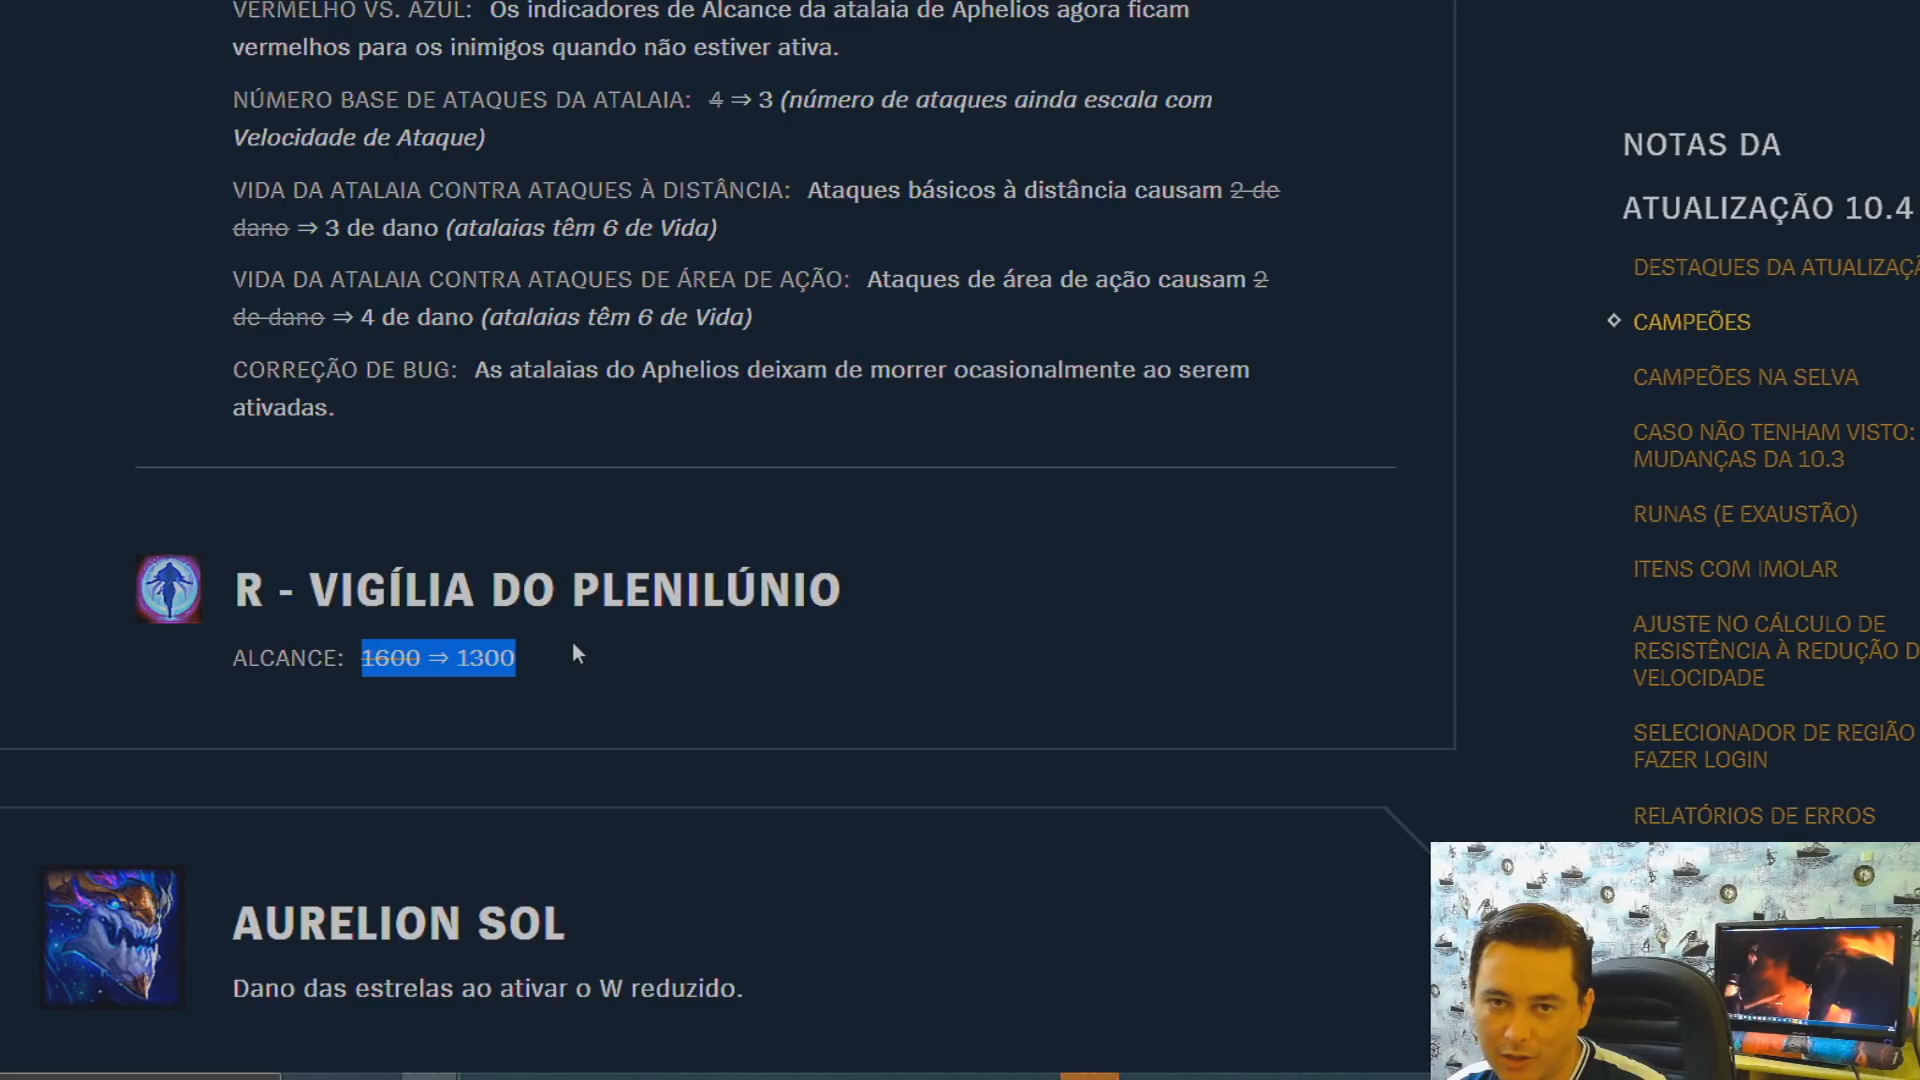 VERMELHO VS. AZUL: Os indicadores de Alcance da atalaia de Aphelios agora ficam
vermelhos para os inimigos quando não estiver ativa.
NÚMERO BASE DE ATAQUES DA ATALAIA: 4 ⇒ 3 (número de ataques ainda escala com
Velocidade de Ataque)
VIDA DA ATALAIA CONTRA ATAQUES À DISTÂNCIA: Ataques básicos à distância causam 2 de
dano ⇒ 3 de dano (atalaias têm 6 de Vida)
VIDA DA ATALAIA CONTRA ATAQUES DE ÁREA DE AÇÃO: Ataques de área de ação causam 2
de dano ⇒ 4 de dano (atalaias têm 6 de Vida)
CORREÇÃO DE BUG: As atalaias do Aphelios deixam de morrer ocasionalmente ao serem
ativadas.
R - VIGÍLIA DO PLENILÚNIO
ALCANCE: 1600 ⇒ 1300
AURELION SOL
Dano das estrelas ao ativar o W reduzido.
NOTAS DA
ATUALIZAÇÃO 10.4
DESTAQUES DA ATUALIZAÇÃ
CAMPEÕES
CAMPEÕES NA SELVA
CASO NÃO TENHAM VISTO:
MUDANÇAS DA 10.3
RUNAS (E EXAUSTÃO)
ITENS COM IMOLAR
AJUSTE NO CÁLCULO DE
RESISTÊNCIA À REDUÇÃO D
VELOCIDADE
SELECIONADOR DE REGIÃO
FAZER LOGIN
RELATÓRIOS DE ERROS